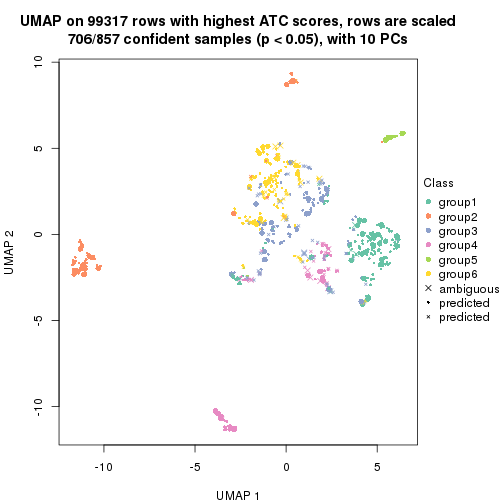 UMAP on 99317 rows with highest ATC scores, rows are scaled
706/857 confident samples (p < 0.05), with 10 PCs
10
5
0
-5
-10
UMAP 2
-10
-5
0
5
UMAP 1
Class
group1
group2
group3
group4
group5
group6
ambiguous
predicted
predicted